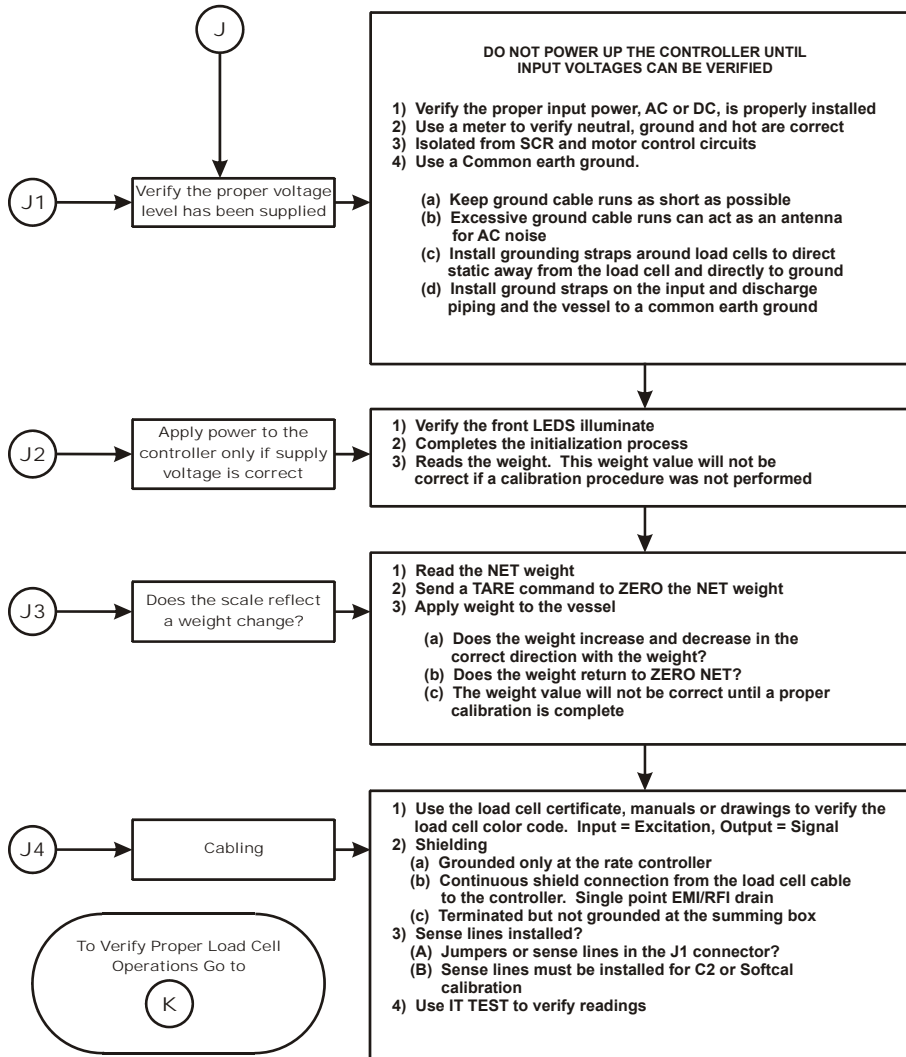 J
DO NOT POWER UP THE CONTROLLER UNTIL
INPUT VOLTAGES CAN BE VERIFIED
1) Verify the proper input power, AC or DC, is properly installed
2) Use a meter to verify neutral, ground and hot are correct
3) Isolated from SCR and motor control circuits
4) Use a Common earth ground.
(a) Keep ground cable runs as short as possible
(b) Excessive ground cable runs can act as an antenna
for AC noise
(c) Install grounding straps around load cells to direct
static away from the load cell and directly to ground
(d) Install ground straps on the input and discharge
piping and the vessel to a common earth ground
J1
Verify the proper voltage
level has been supplied
J2
Apply power to the
controller only if supply
voltage is correct
1) Verify the front LEDS illuminate
2) Completes the initialization process
3) Reads the weight. This weight value will not be
correct if a calibration procedure was not performed
J3
Does the scale reflect
a weight change?
1) Read the NET weight
2) Send a TARE command to ZERO the NET weight
3) Apply weight to the vessel
(a) Does the weight increase and decrease in the
correct direction with the weight?
(b) Does the weight return to ZERO NET?
(c) The weight value will not be correct until a proper
calibration is complete
J4
Cabling
1) Use the load cell certificate, manuals or drawings to verify the
load cell color code. Input = Excitation, Output = Signal
2) Shielding
(a) Grounded only at the rate controller
(b) Continuous shield connection from the load cell cable
to the controller. Single point EMI/RFI drain
(c) Terminated but not grounded at the summing box
3) Sense lines installed?
(A) Jumpers or sense lines in the J1 connector?
(B) Sense lines must be installed for C2 or Softcal
calibration
4) Use IT TEST to verify readings
To Verify Proper Load Cell
Operations Go to
K